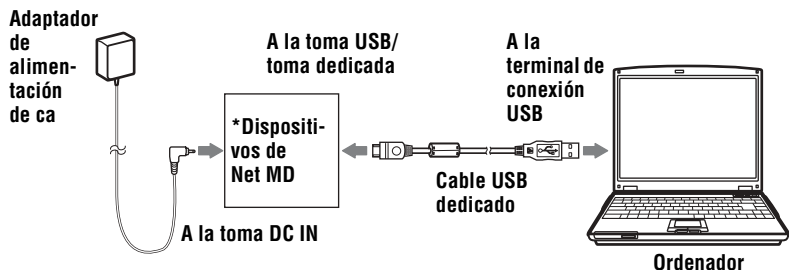 Adaptador
de
alimen-
tación
de ca
A la toma USB/
toma dedicada
A la
terminal de
conexión
USB
*Dispositi-
vos de
Net MD
Cable USB
dedicado
A la toma DC IN
Ordenador